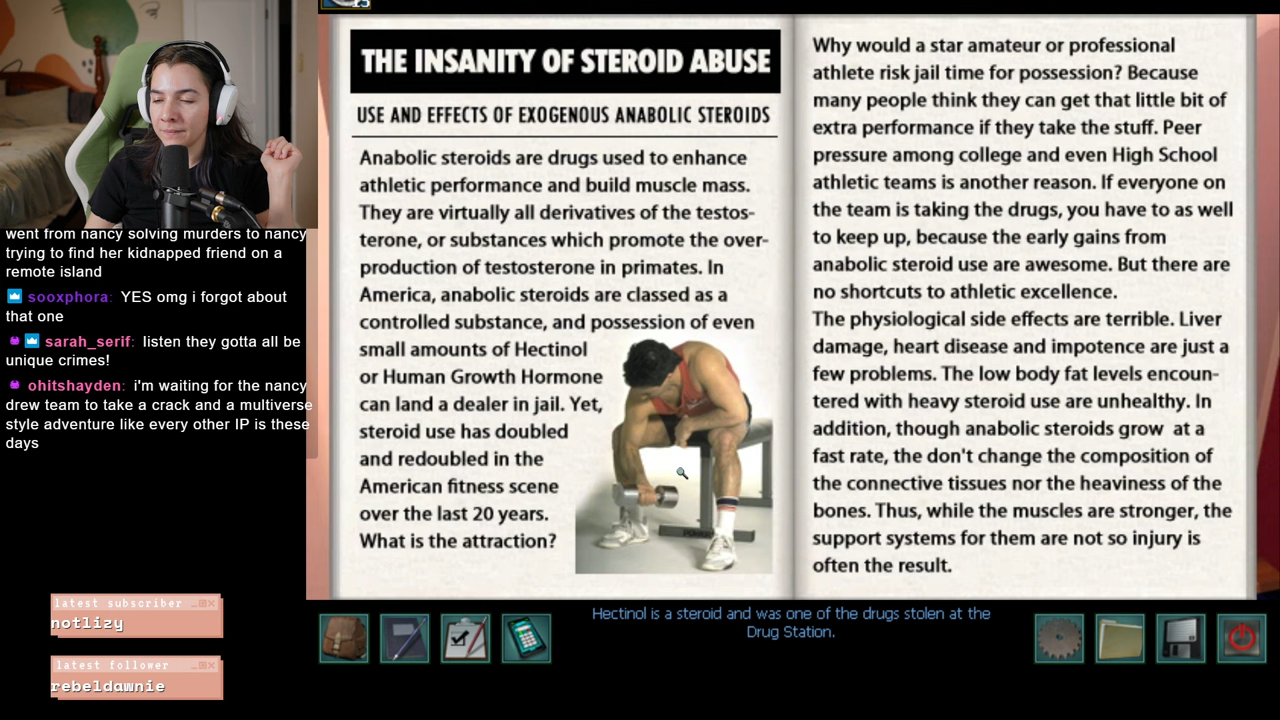 went from nancy solving murders to nancy
trying to find her kidnapped friend on a
remote island
sooxphora: YES omg i forgot about
that one
sarah_serif: listen they gotta all be
unique crimes!
ohitshayden: i'm waiting for the nancy
drew team to take a crack and a multiverse
style adventure like every other IP is these
days
latest subscriber
notlizy
latest follower
rebeldawnie
THE INSANITY OF STEROID ABUSE
USE AND EFFECTS OF EXOGENOUS ANABOLIC STEROIDS
Anabolic steroids are drugs used to enhance
athletic performance and build muscle mass.
They are virtually all derivatives of the testos-
terone, or substances which promote the over-
production of testosterone in primates. In
America, anabolic steroids are classed as a
controlled substance, and possession of even
small amounts of Hectinol
or Human Growth Hormone
can land a dealer in jail. Yet,
steroid use has doubled
and redoubled in the
American fitness scene
over the last 20 years.
What is the attraction?
Why would a star amateur or professional
athlete risk jail time for possession? Because
many people think they can get that little bit of
extra performance if they take the stuff. Peer
pressure among college and even High School
athletic teams is another reason. If everyone on
the team is taking the drugs, you have to as well
to keep up, because the early gains from
anabolic steroid use are awesome. But there are
no shortcuts to athletic excellence.
The physiological side effects are terrible. Liver
damage, heart disease and impotence are just a
few problems. The low body fat levels encoun-
tered with heavy steroid use are unhealthy. In
addition, though anabolic steroids grow at a
fast rate, the don't change the composition of
the connective tissues nor the heaviness of the
bones. Thus, while the muscles are stronger, the
support systems for them are not so injury is
often the result.
Hectinol is a steroid and was one of the drugs stolen at the
Drug Station.